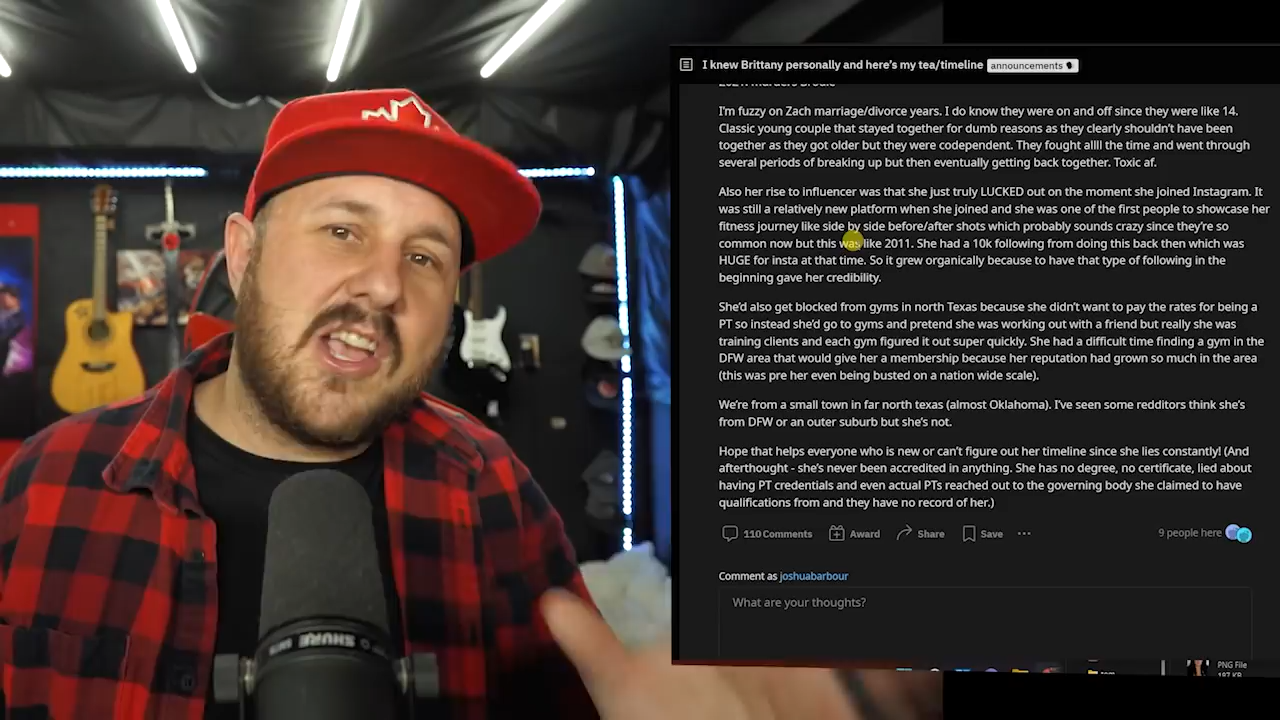 I knew Brittany personally and here's my tea/timeline announcements
I'm fuzzy on Zach marriage/divorce years. I do know they were on and off since they were like 14.
Classic young couple that stayed together for dumb reasons as they clearly shouldn't have been
together as they got older but they were codependent. They fought allll the time and went through
several periods of breaking up but then eventually getting back together. Toxic af.
Also her rise to influencer was that she just truly LUCKED out on the moment she joined Instagram. It
was still a relatively new platform when she joined and she was one of the first people to showcase her
fitness journey like side by side before/after shots which probably sounds crazy since they're so
common now but this was like 2011. She had a 10k following from doing this back then which was
HUGE for insta at that time. So it grew organically because to have that type of following in the
beginning gave her credibility.
She'd also get blocked from gyms in north Texas because she didn't want to pay the rates for being a
PT so instead she'd go to gyms and pretend she was working out with a friend but really she was
training clients and each gym figured it out super quickly. She had a difficult time finding a gym in the
DFW area that would give her a membership because her reputation had grown so much in the area
(this was pre her even being busted on a nation wide scale).
We're from a small town in far north texas (almost Oklahoma). I've seen some redditors think she's
from DFW or an outer suburb but she's not.
Hope that helps everyone who is new or can't figure out her timeline since she lies constantly! (And
afterthought - she's never been accredited in anything. She has no degree, no certificate, lied about
having PT credentials and even actual PTs reached out to the governing body she claimed to have
qualifications from and they have no record of her.)
110 Comments Award Share Save 9 people here
Comment as joshuabarbour
What are your thoughts?
PNG File
SHURE